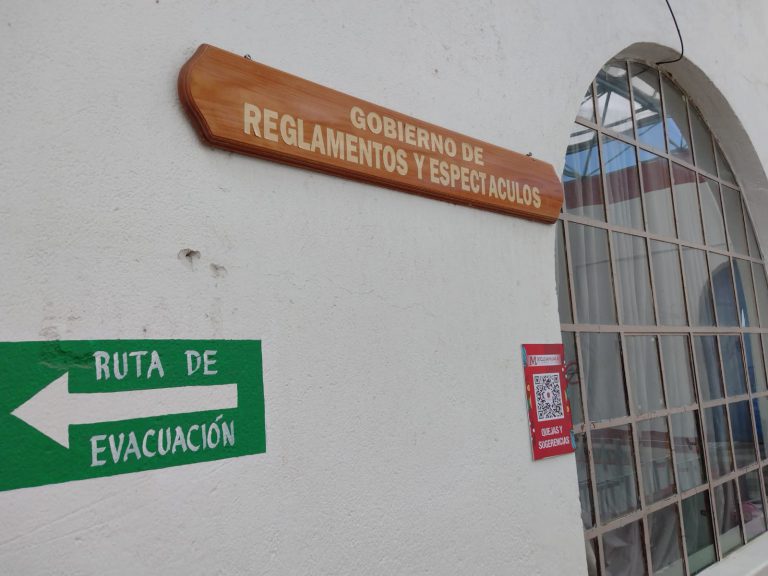 GOBIERNO DE
REGLAMENTOS Y ESPECTACULOS
RUTA DE
EVACUACIÓN
QUEJAS Y
SUGERENCIAS